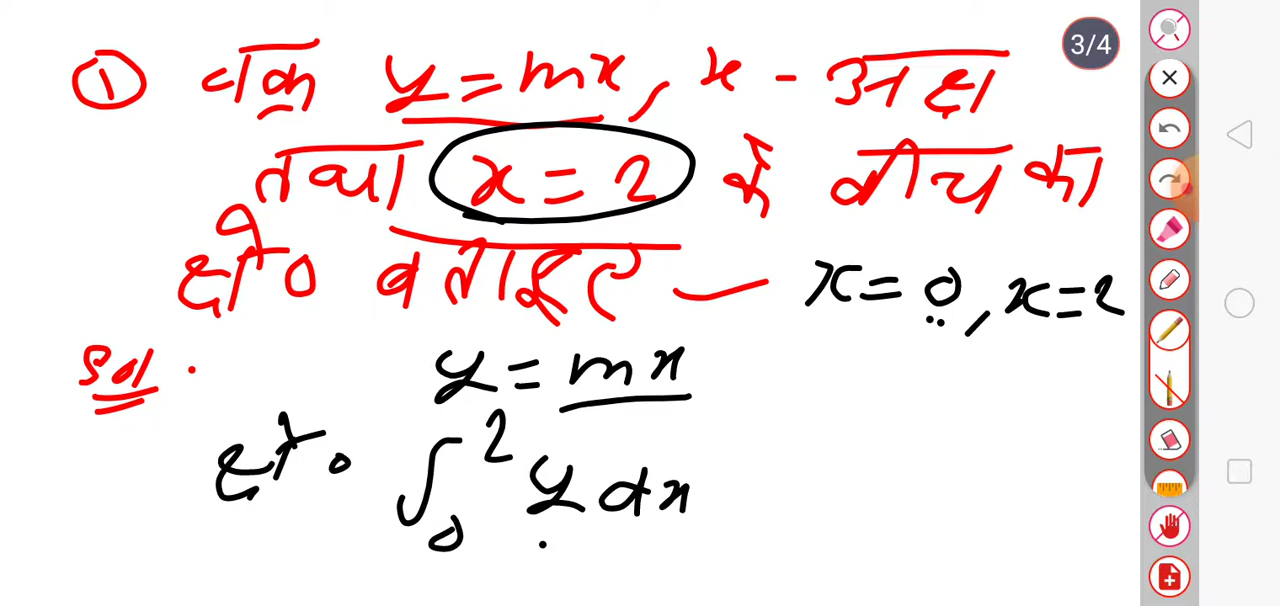 3/4
① वक्र y = mx, x - अक्ष
तथा x = 2 के बीच का
क्षे० बताइए –
x = 0, x = 2
Sol.
y = mx
क्षे० ∫₀² y dx